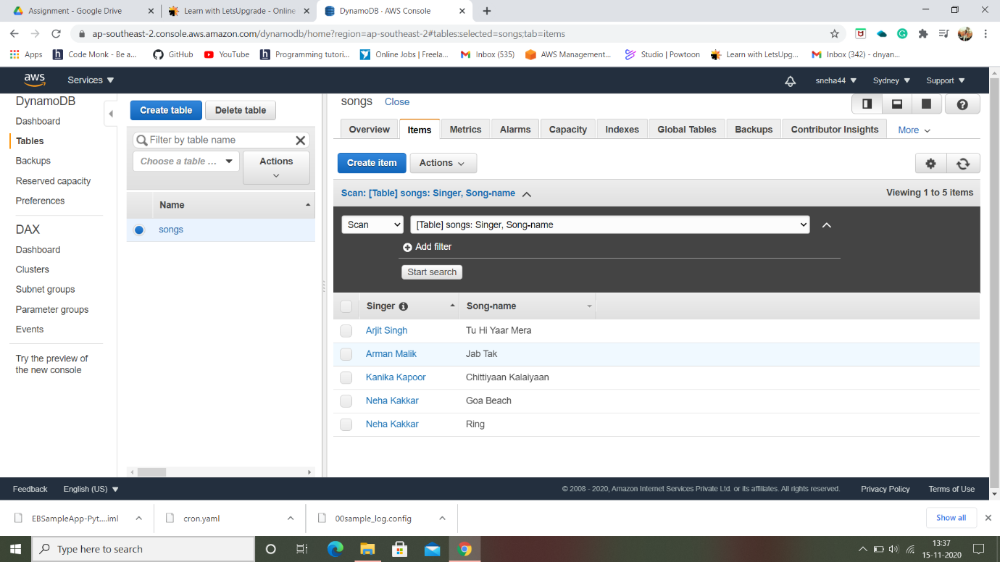 Assignment - Google Drive
Learn with LetsUpgrade - Online
DynamoDB · AWS Console
ap-southeast-2.console.aws.amazon.com/dynamodb/home?region=ap-southeast-2#tables:selected=songs;tab=items
Apps
Code Monk - Be a...
GitHub
YouTube
Programming tutori...
Online Jobs | Freela...
Inbox (535)
AWS Management...
Studio | Powtoon
Learn with LetsUpg...
Inbox (342) - dnyan...
aws
Services
sneha44
Sydney
Support
DynamoDB
Dashboard
Tables
Backups
Reserved capacity
Preferences
DAX
Dashboard
Clusters
Subnet groups
Parameter groups
Events
Try the preview of
the new console
Create table
Delete table
Filter by table name
Choose a table ...
Actions
Name
songs
songs
Close
Overview
Items
Metrics
Alarms
Capacity
Indexes
Global Tables
Backups
Contributor Insights
More
Create item
Actions
Scan: [Table] songs: Singer, Song-name
Viewing 1 to 5 items
Scan
[Table] songs: Singer, Song-name
Add filter
Start search
Singer
Song-name
Arjit Singh
Tu Hi Yaar Mera
Arman Malik
Jab Tak
Kanika Kapoor
Chittiyaan Kalaiyaan
Neha Kakkar
Goa Beach
Neha Kakkar
Ring
Feedback
English (US)
© 2008 - 2020, Amazon Internet Services Private Ltd. or its affiliates. All rights reserved.
Privacy Policy
Terms of Use
EBSampleApp-Pyt....iml
cron.yaml
00sample_log.config
Show all
Type here to search
13:37
15-11-2020